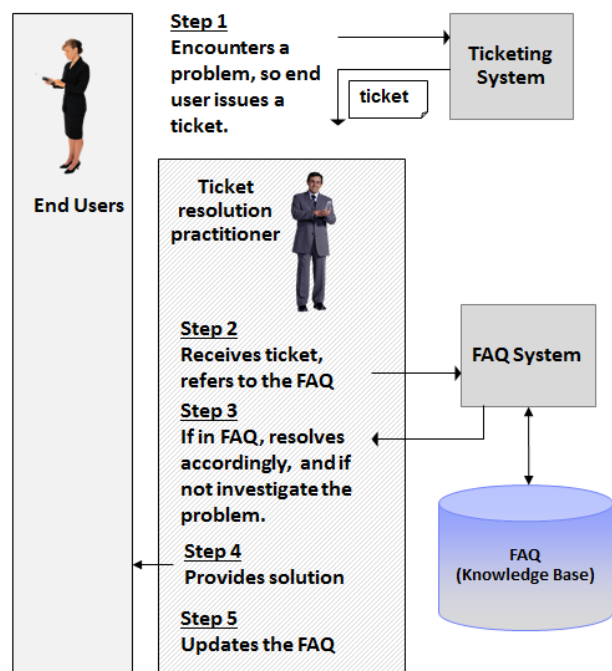 Step 1
Encounters a
problem, so end
user issues a
ticket.
Ticketing
System
ticket
End Users
Ticket
resolution
practitioner
Step 2
Receives ticket,
refers to the FAQ
FAQ System
Step 3
If in FAQ, resolves
accordingly, and if
not investigate the
problem.
Step 4
Provides solution
FAQ
(Knowledge Base)
Step 5
Updates the FAQ